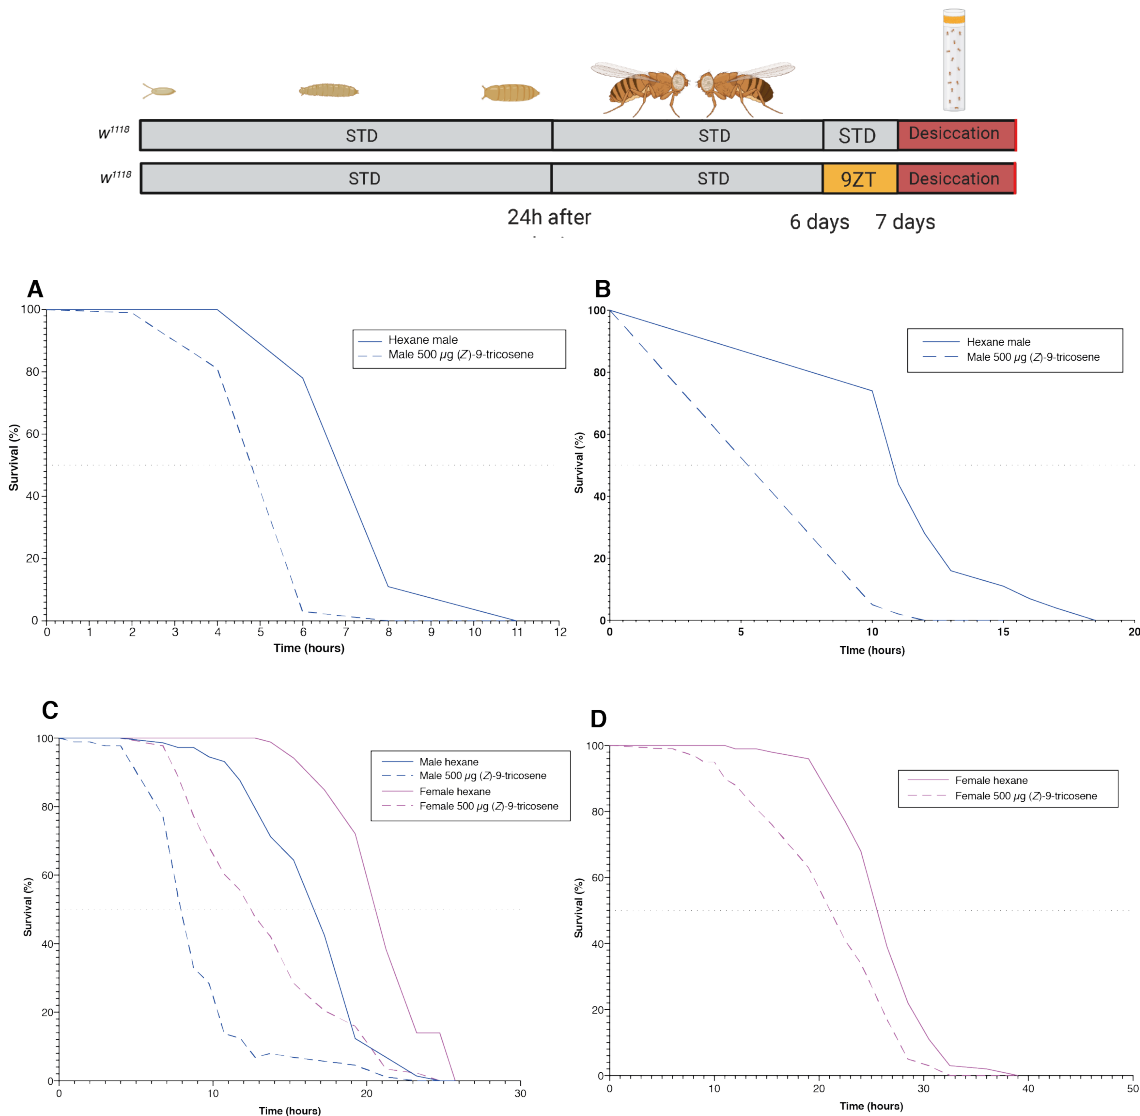 w1118 STD STD STD Desiccation
w1118 STD STD 9ZT Desiccation
24h after 6 days 7 days
A
Hexane male
Male 500 µg (Z)-9-tricosene
Survival (%)
100
80
60
40
20
0
0 1 2 3 4 5 6 7 8 9 10 11 12
Time (hours)
B
Hexane male
Male 500 µg (Z)-9-tricosene
Survival (%)
100
80
60
40
20
0
0 5 10 15 20
TIme (hours)
C
Male hexane
Male 500 µg (Z)-9-tricosene
Female hexane
Female 500 µg (Z)-9-tricosene
Survival (%)
100
80
60
40
20
0
0 10 20 30
Time (hours)
D
Female hexane
Female 500 µg (Z)-9-tricosene
Survival (%)
100
80
60
40
20
0
0 10 20 30 40 50
Time (hours)